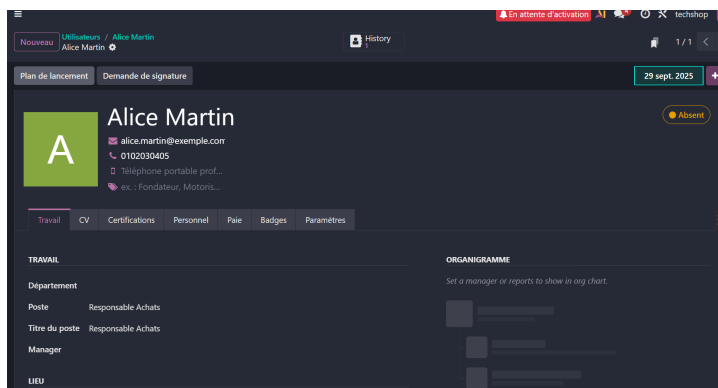 En attente d'activation
techshop
Nouveau
Utilisateurs / Alice Martin
Alice Martin
History
1
1 / 1
Plan de lancement
Demande de signature
29 sept. 2025
A
Alice Martin
Absent
alice.martin@exemple.com
0102030405
Téléphone portable prof...
ex. : Fondateur, Motoris...
Travail
CV
Certifications
Personnel
Paie
Badges
Paramètres
TRAVAIL
ORGANIGRAMME
Département
Set a manager or reports to show in org chart.
Poste Responsable Achats
Titre du poste Responsable Achats
Manager
LIEU